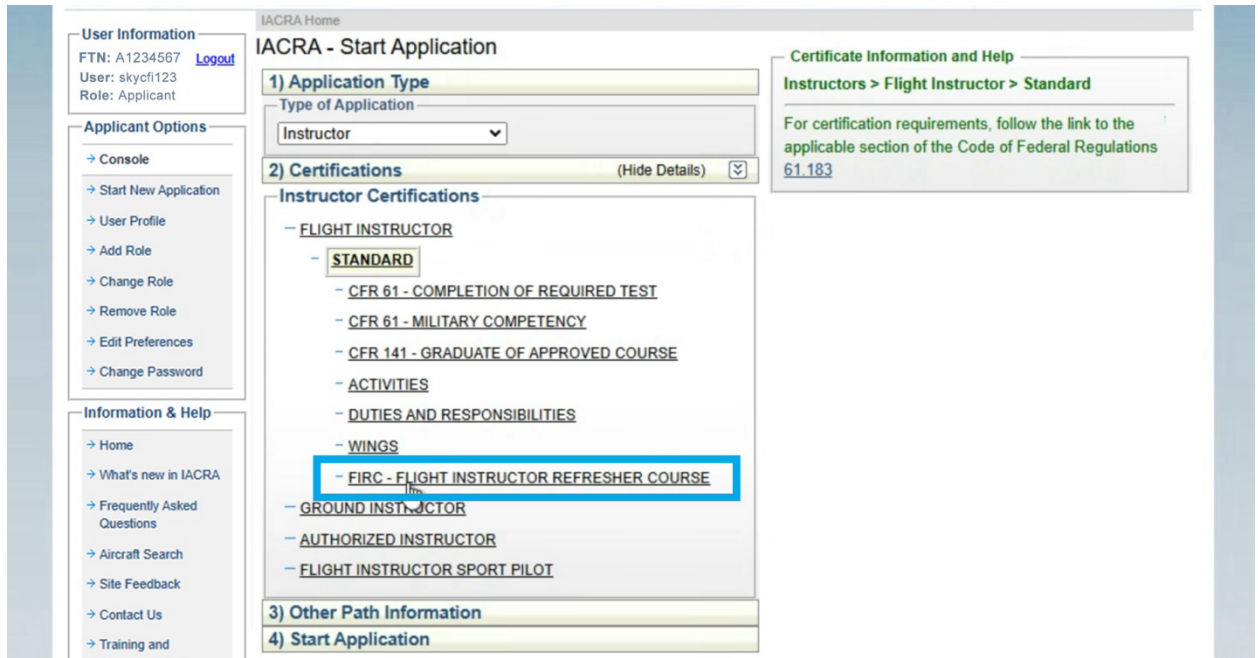 User Information
FTN: A1234567 Logout
User: skycfi123
Role: Applicant
Applicant Options
Console
Start New Application
User Profile
Add Role
Change Role
Remove Role
Edit Preferences
Change Password
Information & Help
Home
What's new in IACRA
Frequently Asked
Questions
Aircraft Search
Site Feedback
Contact Us
Training and
IACRA Home
IACRA - Start Application
1) Application Type
Type of Application
Instructor
2) Certifications (Hide Details)
Instructor Certifications
FLIGHT INSTRUCTOR
STANDARD
CFR 61 - COMPLETION OF REQUIRED TEST
CFR 61 - MILITARY COMPETENCY
CFR 141 - GRADUATE OF APPROVED COURSE
ACTIVITIES
DUTIES AND RESPONSIBILITIES
WINGS
FIRC - FLIGHT INSTRUCTOR REFRESHER COURSE
GROUND INSTRUCTOR
AUTHORIZED INSTRUCTOR
FLIGHT INSTRUCTOR SPORT PILOT
3) Other Path Information
4) Start Application
Certificate Information and Help
Instructors > Flight Instructor > Standard
For certification requirements, follow the link to the
applicable section of the Code of Federal Regulations
61.183